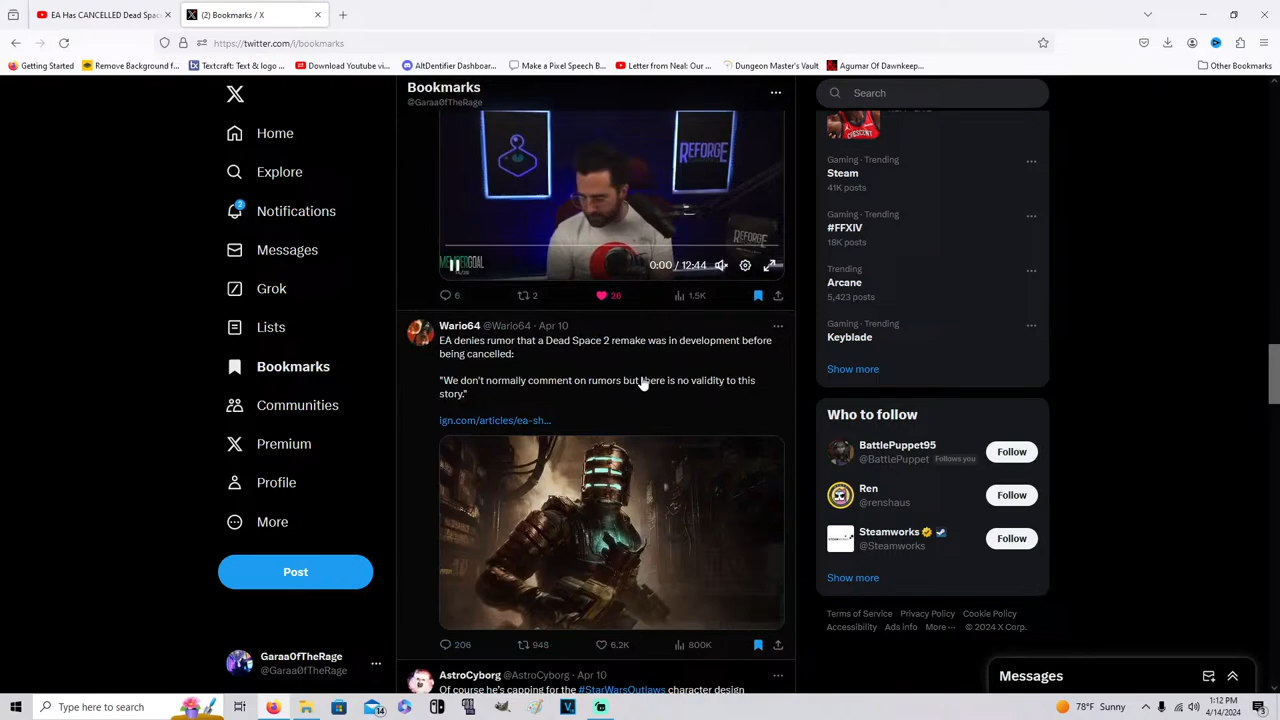 EA Has CANCELLED Dead Spac
(2) Bookmarks / X
https://twitter.com/i/bookmarks
Getting Started
Remove Background f...
Textcraft: Text & logo ...
Download Youtube vi...
AltDentifier Dashboar...
Make a Pixel Speech B...
Letter from Neal: Our ...
Dungeon Master's Vault
Agumar Of Dawnkeep...
Other Bookmarks
Home
Explore
2
Notifications
Messages
Grok
Lists
Bookmarks
Communities
Premium
Profile
More
Post
GaraaOfTheRage
@Garaa0fTheRage
Bookmarks
@Garaa0fTheRage
REFORGE
REFORGE
0:00 / 12:44
6
2
26
1.5K
Wario64 @Wario64 · Apr 10
EA denies rumor that a Dead Space 2 remake was in development before
being cancelled:
"We don't normally comment on rumors but there is no validity to this
story."
ign.com/articles/ea-sh...
206
948
6.2K
800K
AstroCyborg @AstroCyborg · Apr 10
Of course he's capping for the #StarWarsOutlaws character design
Search
CRESCENT
Gaming · Trending
Steam
41K posts
Gaming · Trending
#FFXIV
18K posts
Trending
Arcane
5,423 posts
Gaming · Trending
Keyblade
Show more
Who to follow
BattlePuppet95
@BattlePuppet Follows you
Follow
Ren
@renshaus
Follow
Steamworks
@Steamworks
Follow
Show more
Terms of Service Privacy Policy Cookie Policy
Accessibility Ads info More ··· © 2024 X Corp.
Messages
Type here to search
14
78°F Sunny
1:12 PM
4/14/2024
3